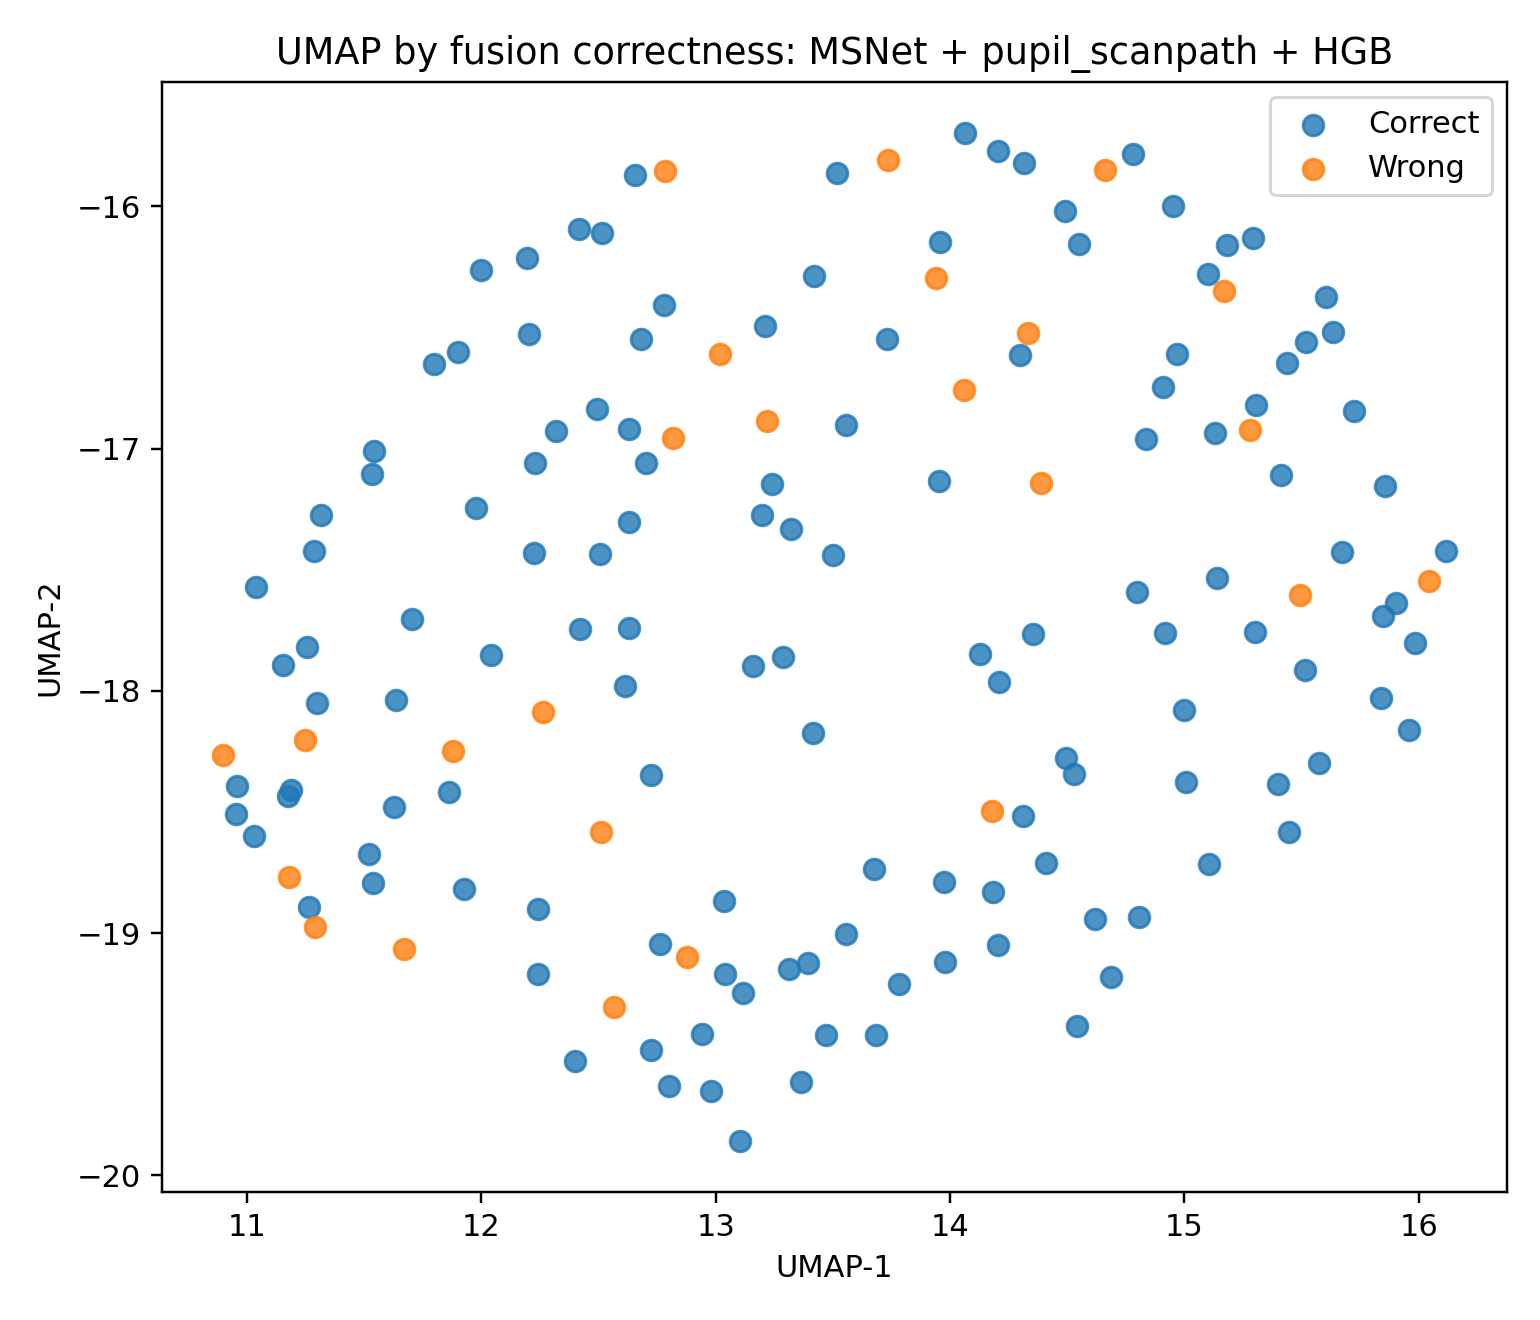 UMAP by fusion correctness: MSNet + pupil_scanpath + HGB
Correct
Wrong
−16
−17
−18
−19
−20
UMAP-2
11 12 13 14 15 16
UMAP-1